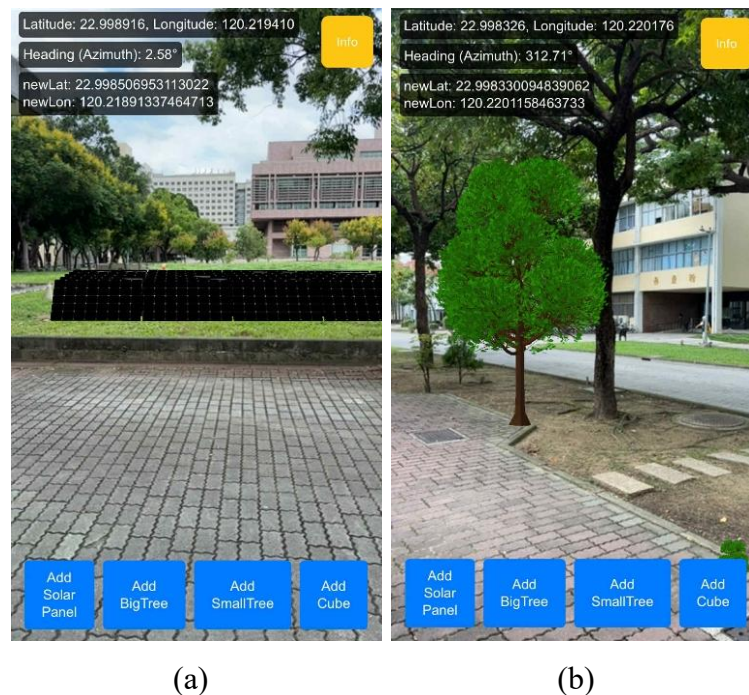 Latitude: 22.998916, Longitude: 120.219410
Heading (Azimuth): 2.58°
newLat: 22.998506953113022
newLon: 120.21891337464713
Info
Add
Solar
Panel
Add
BigTree
Add
SmallTree
Add
Cube
(a)
Latitude: 22.998326, Longitude: 120.220176
Heading (Azimuth): 312.71°
newLat: 22.998330094839062
newLon: 120.2201158463733
Info
Add
Solar
Panel
Add
BigTree
Add
SmallTree
Add
Cube
(b)